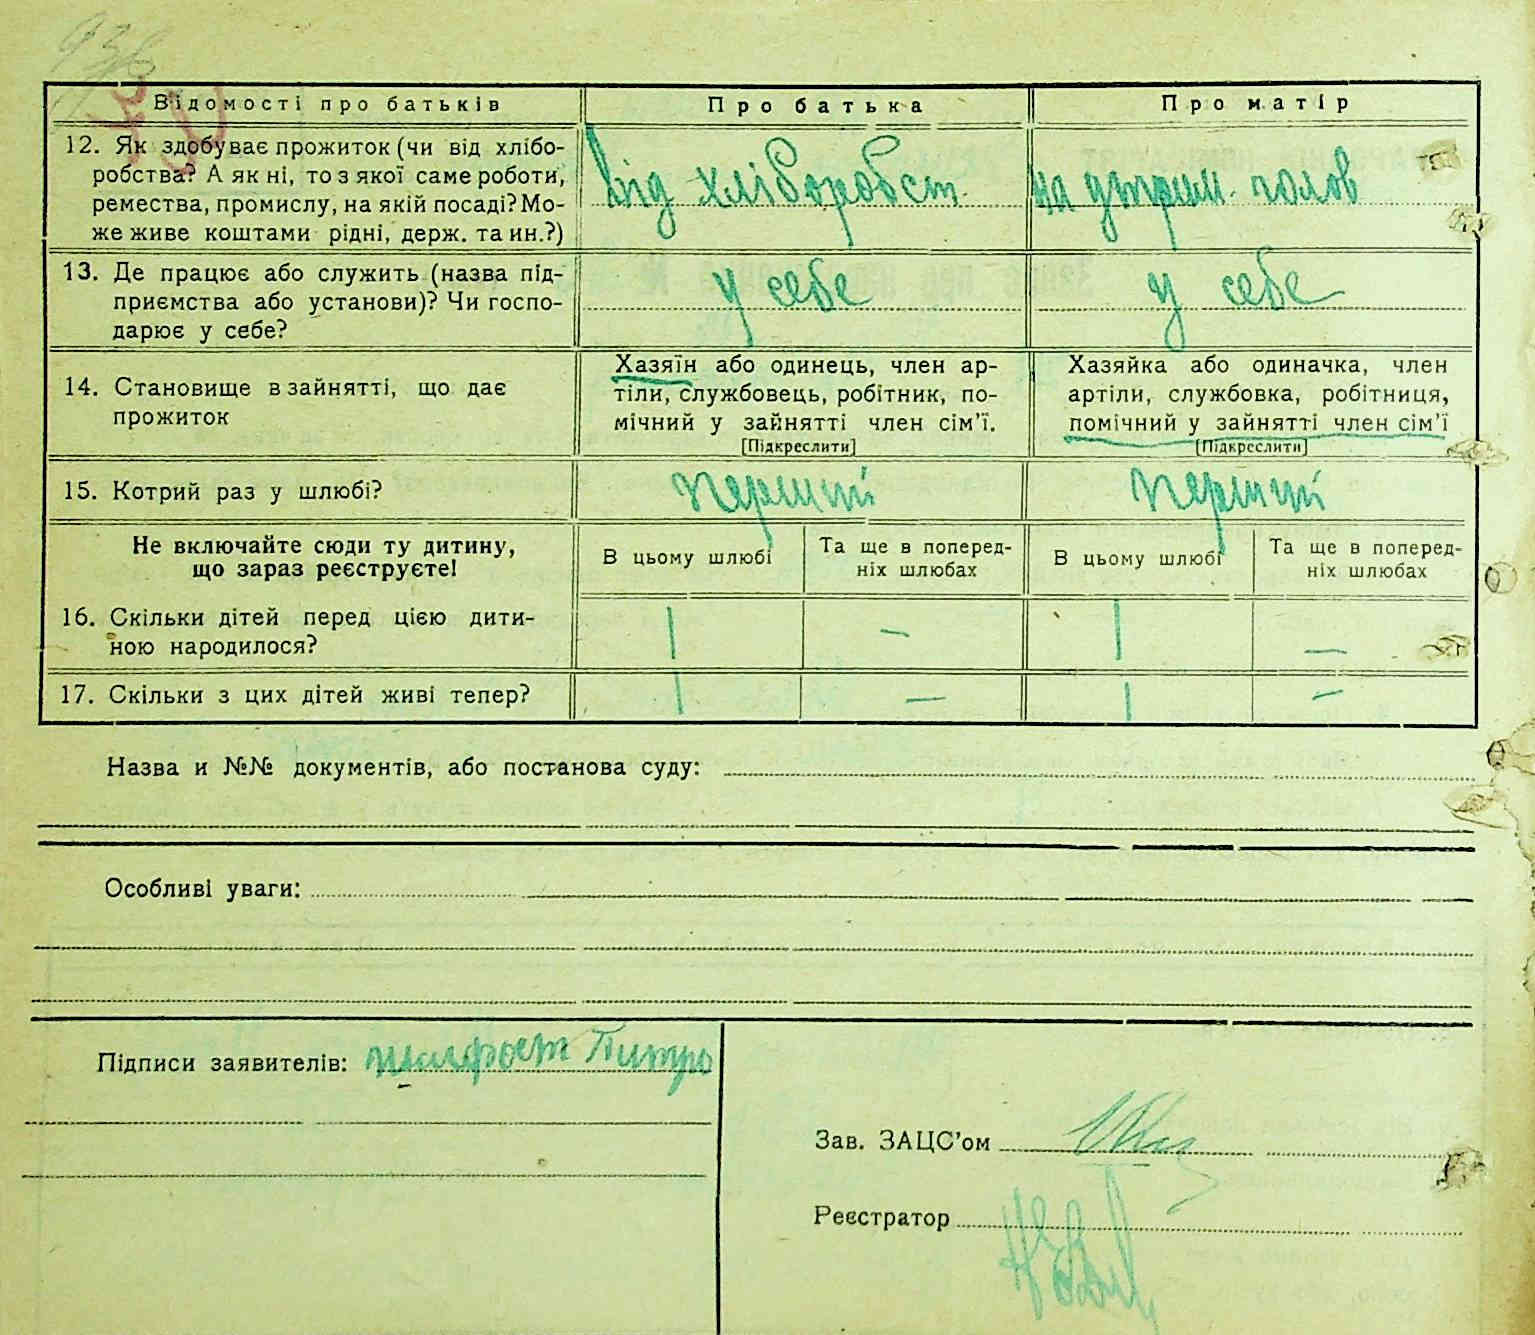 Відомості про батьків
Про батька
Про матір
12. Як здобуває прожиток (чи від хлібо-
робства? А як ні, то з якої саме роботи,
ремества, промислу, на якій посаді? Мо-
же живе коштами рідні, держ. та ин.?)
від хліборобст.
на утрим. чолов
13. Де працює або служить (назва під-
приємства або установи)? Чи госпо-
дарює у себе?
у себе
у себе
14. Становище в зайнятті, що дає
прожиток
Хазяїн або одинець, член ар-
тіли, службовець, робітник, по-
мічний у зайнятті член сім'ї.
[Підкреслити]
Хазяйка або одиначка, член
артіли, службовка, робітниця,
помічний у зайнятті член сім'ї
[Підкреслити]
15. Котрий раз у шлюбі?
перший
перший
Не включайте сюди ту дитину,
що зараз реєструєте!
В цьому шлюбі
Та ще в поперед-
ніх шлюбах
В цьому шлюбі
Та ще в поперед-
ніх шлюбах
16. Скільки дітей перед цією дити-
ною народилося?
1 — 1 —
17. Скільки з цих дітей живі тепер?
1 — 1 —
Назва и №№ документів, або постанова суду:
Особливі уваги:
Підписи заявителів:
Зав. ЗАЦС'ом
Реєстратор